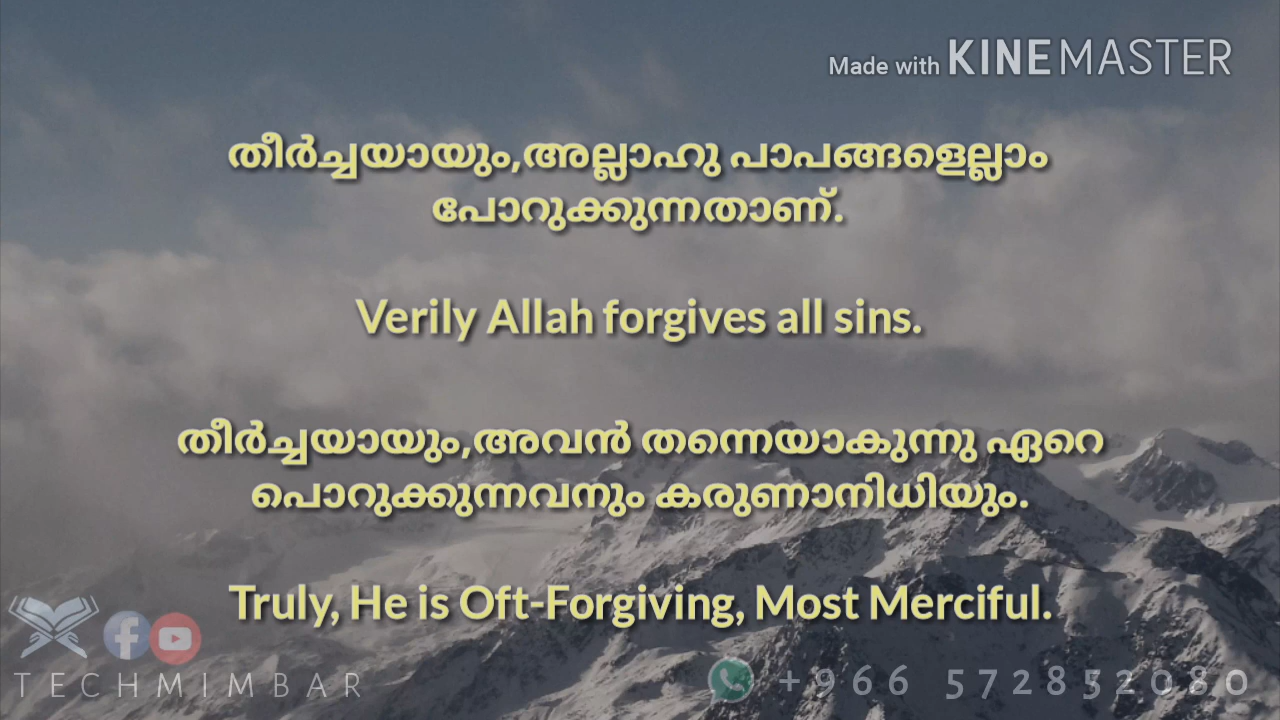 Made with KINEMASTER
തീർച്ചയായും,അല്ലാഹു പാപങ്ങളെല്ലാം
പോറുക്കുന്നതാണ്.
Verily Allah forgives all sins.
തീർച്ചയായും,അവൻ തന്നെയാകുന്നു ഏറെ
പൊറുക്കുന്നവനും കരുണാനിധിയും.
Truly, He is Oft-Forgiving, Most Merciful.
TECHMIMBAR
+966 572852080